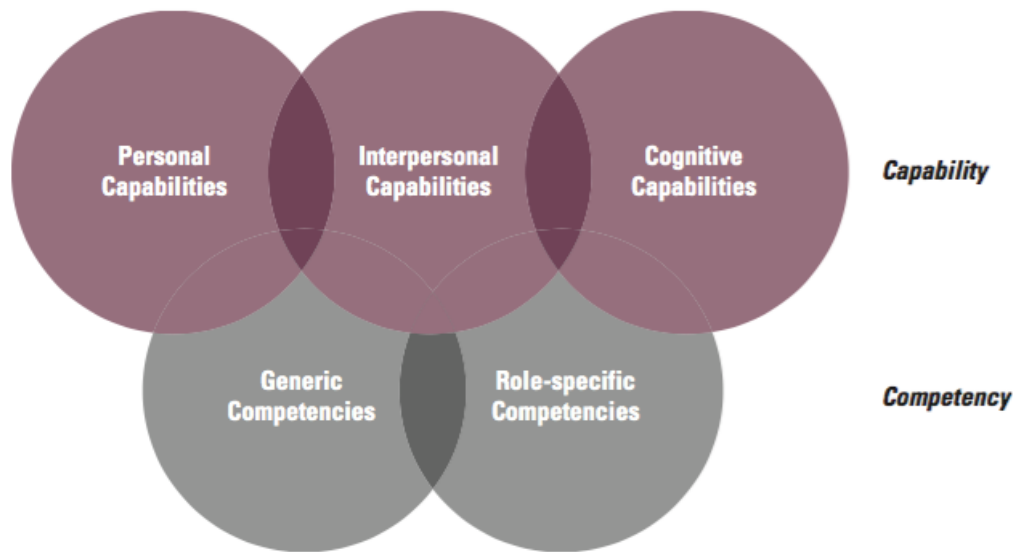 Personal
Capabilities
Interpersonal
Capabilities
Cognitive
Capabilities
Capability
Generic
Competencies
Role-specific
Competencies
Competency